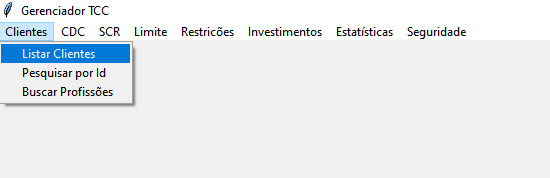 Gerenciador TCC
Clientes CDC SCR Limite Restricões Investimentos Estatísticas Seguridade
Listar Clientes
Pesquisar por Id
Buscar Profissões